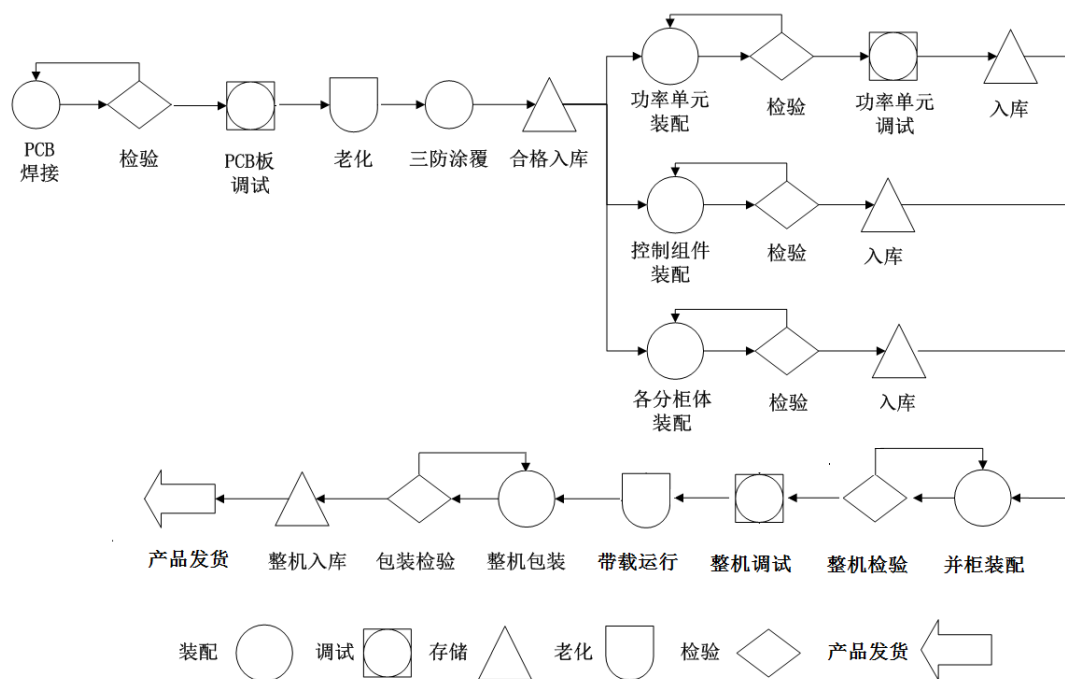 PCB
焊接
检验
PCB板
调试
老化
三防涂覆
合格入库
功率单元
装配
检验
功率单元
调试
入库
控制组件
装配
检验
入库
各分柜体
装配
检验
入库
产品发货
整机入库
包装检验
整机包装
带载运行
整机调试
整机检验
并柜装配
装配
调试
存储
老化
检验
产品发货